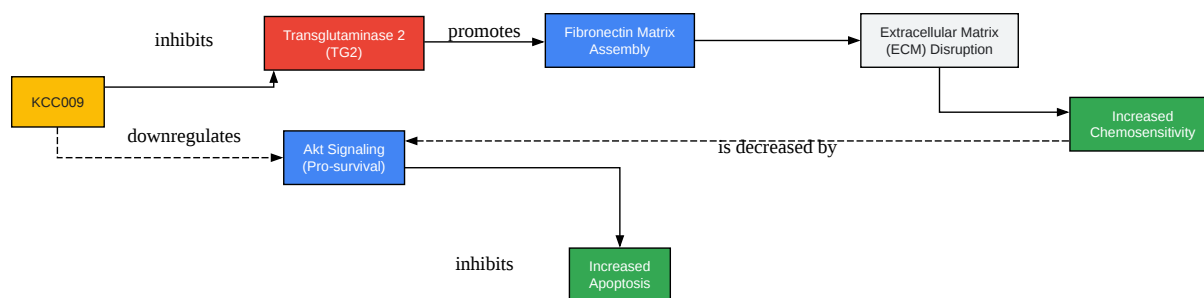 inhibits
Transglutaminase 2
(TG2)
promotes
Fibronectin Matrix
Assembly
Extracellular Matrix
(ECM) Disruption
KCC009
downregulates
Akt Signaling
(Pro-survival)
is decreased by
Increased
Chemosensitivity
inhibits
Increased
Apoptosis